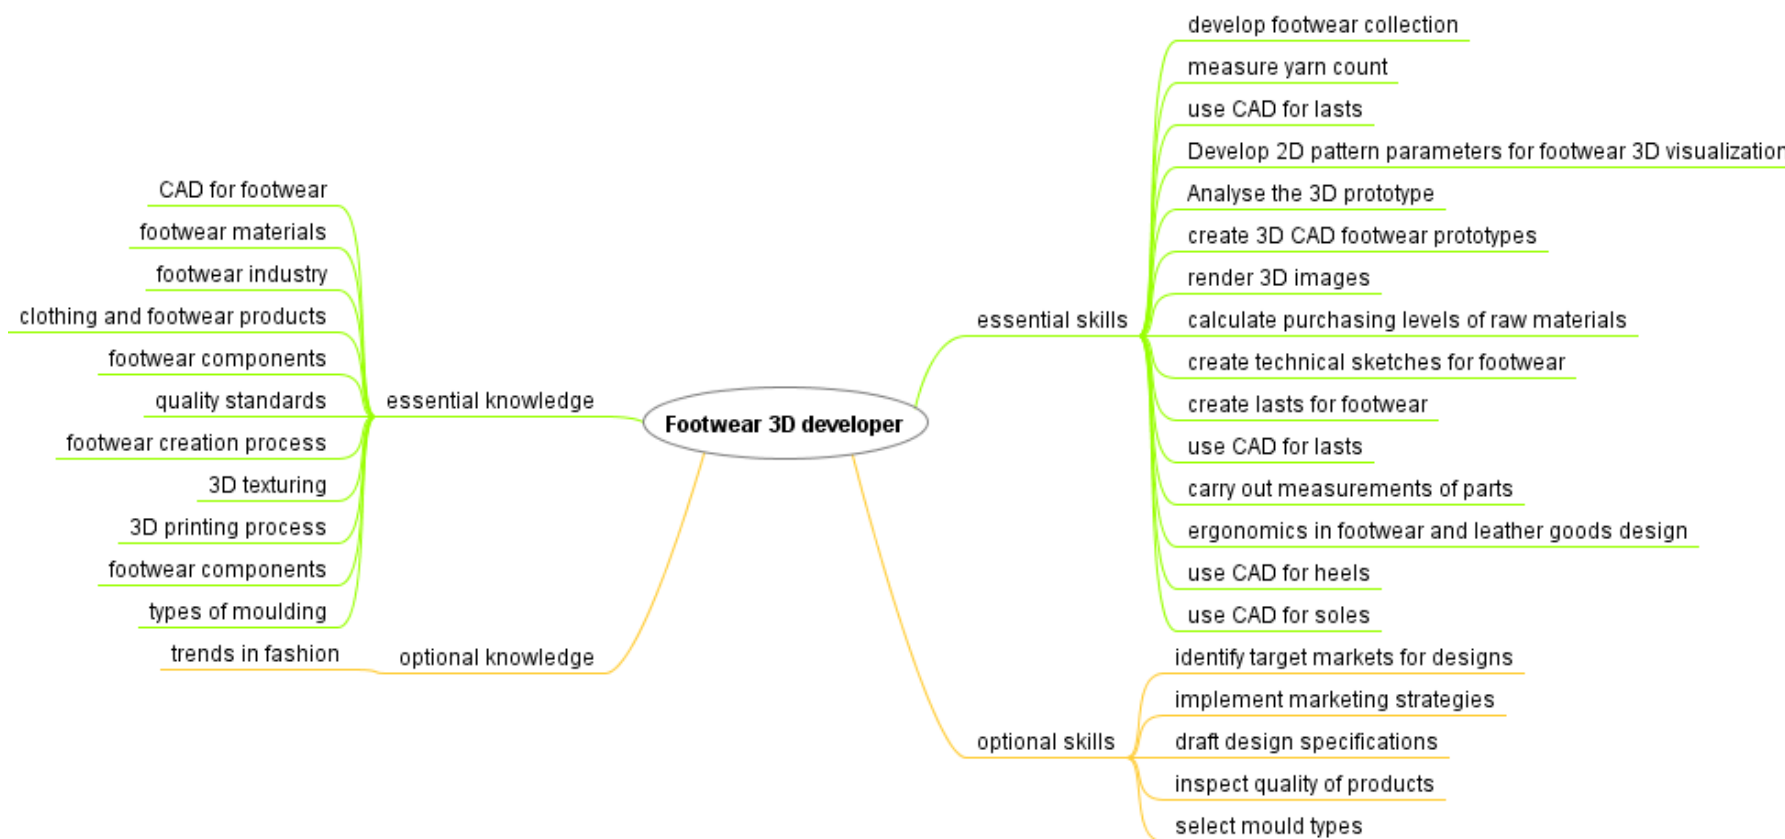 CAD for footwear
footwear materials
footwear industry
clothing and footwear products
footwear components
quality standards
footwear creation process
3D texturing
3D printing process
footwear components
types of moulding
essential knowledge
trends in fashion
optional knowledge
Footwear 3D developer
essential skills
develop footwear collection
measure yarn count
use CAD for lasts
Develop 2D pattern parameters for footwear 3D visualization
Analyse the 3D prototype
create 3D CAD footwear prototypes
render 3D images
calculate purchasing levels of raw materials
create technical sketches for footwear
create lasts for footwear
use CAD for lasts
carry out measurements of parts
ergonomics in footwear and leather goods design
use CAD for heels
use CAD for soles
optional skills
identify target markets for designs
implement marketing strategies
draft design specifications
inspect quality of products
select mould types